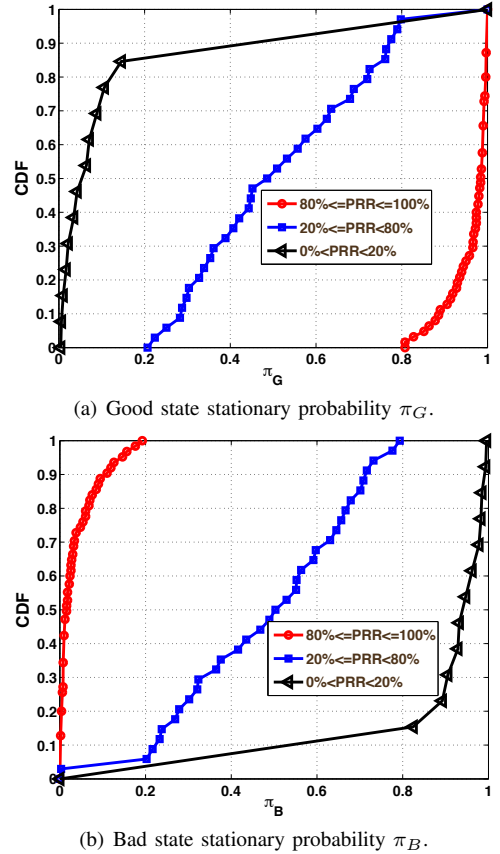 1
0.9
0.8
0.7
0.6
0.5
0.4
0.3
0.2
0.1
0
CDF
80%<=PRR<=100%
20%<=PRR<80%
0%<PRR<20%
0 0.2 0.4 0.6 0.8 1
π_G
(a) Good state stationary probability π_G.
1
0.9
0.8
0.7
0.6
0.5
0.4
0.3
0.2
0.1
0
CDF
80%<=PRR<=100%
20%<=PRR<80%
0%<PRR<20%
0 0.2 0.4 0.6 0.8 1
π_B
(b) Bad state stationary probability π_B.